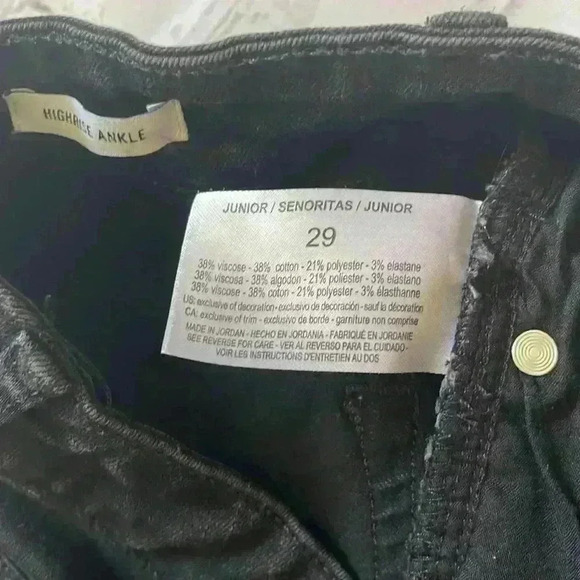 HIGHRISE ANKLE
JUNIOR / SENORITAS / JUNIOR
29
38% viscose - 38% cotton - 21% polyester - 3% elastane
38% viscosa - 38% algodon - 21% poliester - 3% elastano
38% viscose - 38% coton - 21% polyester - 3% élasthanne
US: exclusive of decoration - exclusivo de decoración - sauf la décoration
CA: exclusive of trim - exclusivo de borde - garniture non comprise
MADE IN JORDAN - HECHO EN JORDANIA - FABRIQUÉ EN JORDANIE
SEE REVERSE FOR CARE - VER AL REVERSO PARA EL CUIDADO -
VOIR LES INSTRUCTIONS D'ENTRETIEN AU DOS